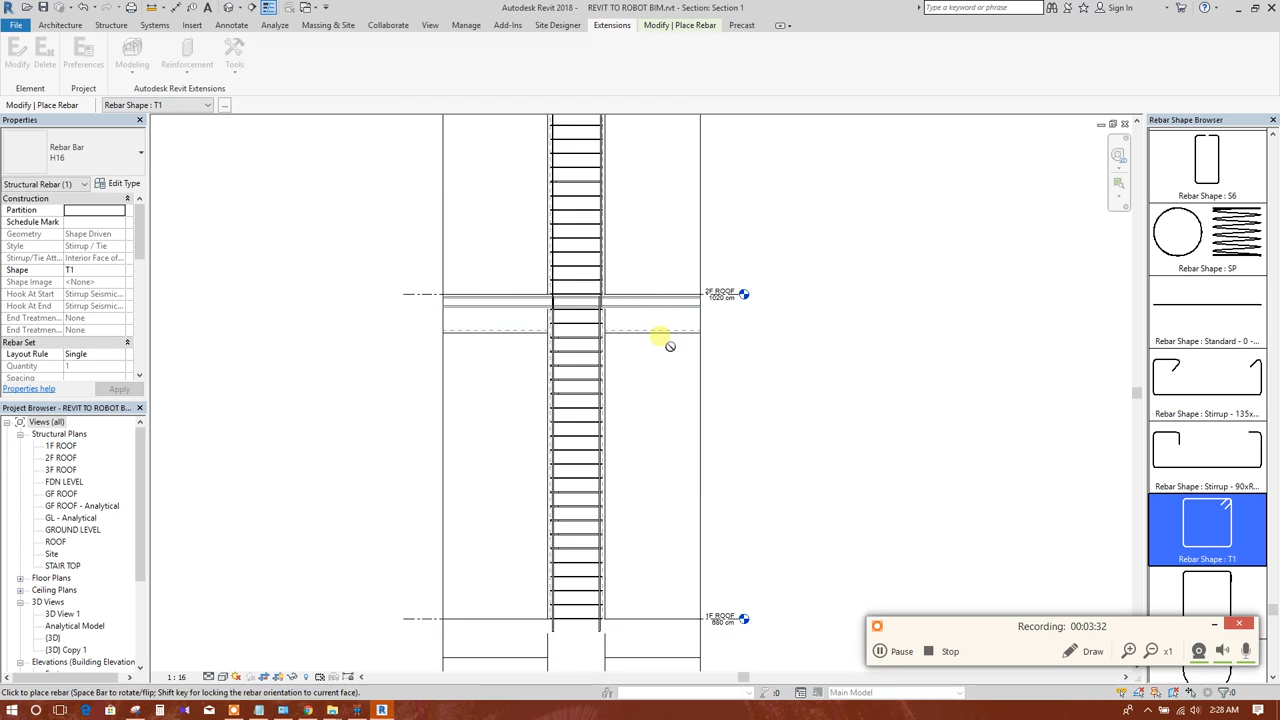 Autodesk Revit 2018 - REVIT TO ROBOT BIM.rvt - Section: Section 1
Type a keyword or phrase
Sign In
File Architecture Structure Systems Insert Annotate Analyze Massing & Site Collaborate View Manage Add-Ins Site Designer Extensions Modify | Place Rebar Precast
Modify Delete Preferences Modeling Reinforcement Tools
Element Project Autodesk Revit Extensions
Modify | Place Rebar Rebar Shape : T1 ...
Properties
Rebar Bar
H16
Structural Rebar (1) Edit Type
Construction
Partition
Schedule Mark
Geometry Shape Driven
Style Stirrup / Tie
Stirrup/Tie Att... Interior Face of
Shape T1
Shape Image <None>
Hook At Start Stirrup Seismic...
Hook At End Stirrup Seismic...
End Treatmen... None
End Treatmen... None
Rebar Set
Layout Rule Single
Quantity 1
Spacing
Properties help Apply
Project Browser - REVIT TO ROBOT B...
Views (all)
Structural Plans
1F ROOF
2F ROOF
3F ROOF
FDN LEVEL
GF ROOF
GF ROOF - Analytical
GL - Analytical
GROUND LEVEL
ROOF
Site
STAIR TOP
Floor Plans
Ceiling Plans
3D Views
3D View 1
Analytical Model
{3D}
{3D} Copy 1
Elevations (Building Elevation
2F ROOF
1020 cm
1F ROOF
680 cm
Rebar Shape Browser
Rebar Shape : S6
Rebar Shape : SP
Rebar Shape : Standard - 0 -...
Rebar Shape : Stirrup - 135x...
Rebar Shape : Stirrup - 90xR...
Rebar Shape : T1
Recording: 00:03:32
Pause Stop Draw x1
1 : 16
Click to place rebar (Space Bar to rotate/flip; Shift key for locking the rebar orientation to current face).
:0 Main Model :0
2:28 AM